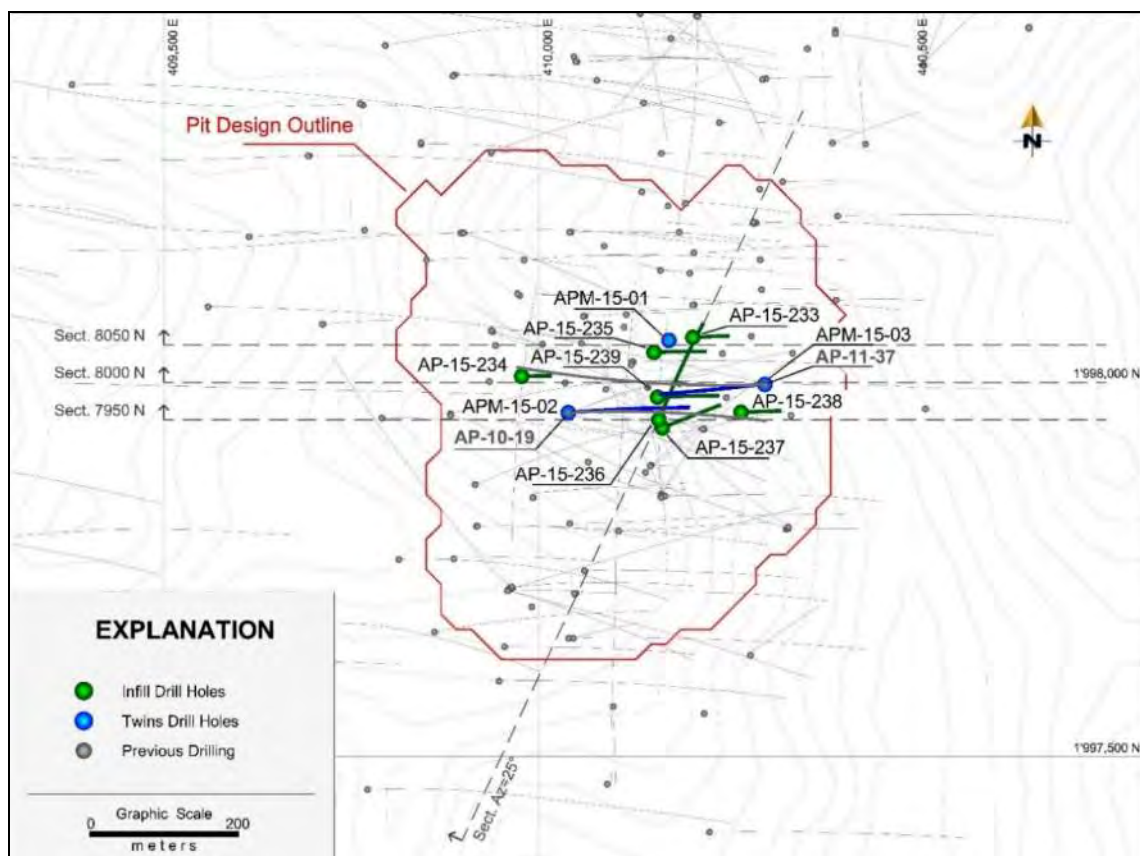 409,500 E
410,000 E
410,500 E
Pit Design Outline
N
APM-15-01
AP-15-233
Sect. 8050 N
AP-15-235
APM-15-03
AP-15-234
AP-15-239
AP-11-37
Sect. 8000 N
1'998,000 N
Sect. 7950 N
APM-15-02
AP-15-238
AP-10-19
AP-15-237
AP-15-236
1'997,500 N
Sect. Az=25°
EXPLANATION
Infill Drill Holes
Twins Drill Holes
Previous Drilling
Graphic Scale
0 200
meters